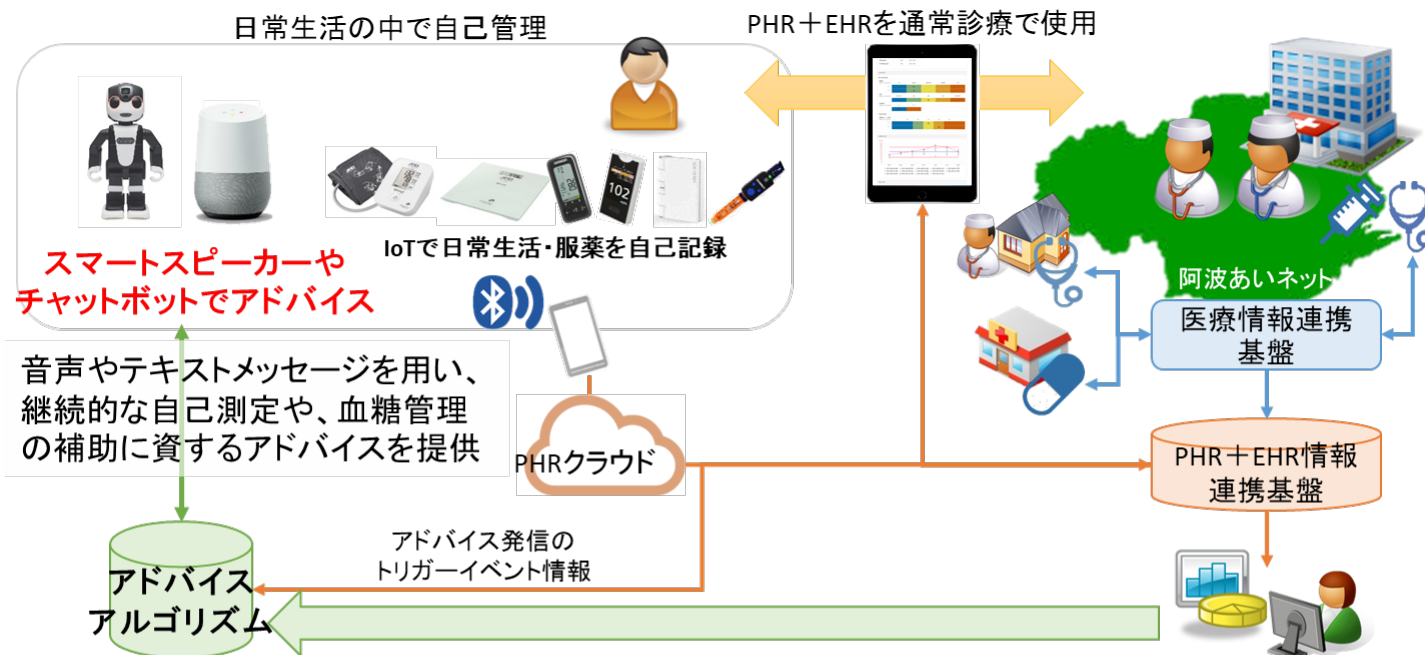 日常生活の中で自己管理
PHR＋EHRを通常診療で使用
IoTで日常生活・服薬を自己記録
スマートスピーカーや
チャットボットでアドバイス
阿波あいネット
医療情報連携
基盤
音声やテキストメッセージを用い、
継続的な自己測定や、血糖管理
の補助に資するアドバイスを提供
PHRクラウド
PHR＋EHR情報
連携基盤
アドバイス発信の
トリガーイベント情報
アドバイス
アルゴリズム
102